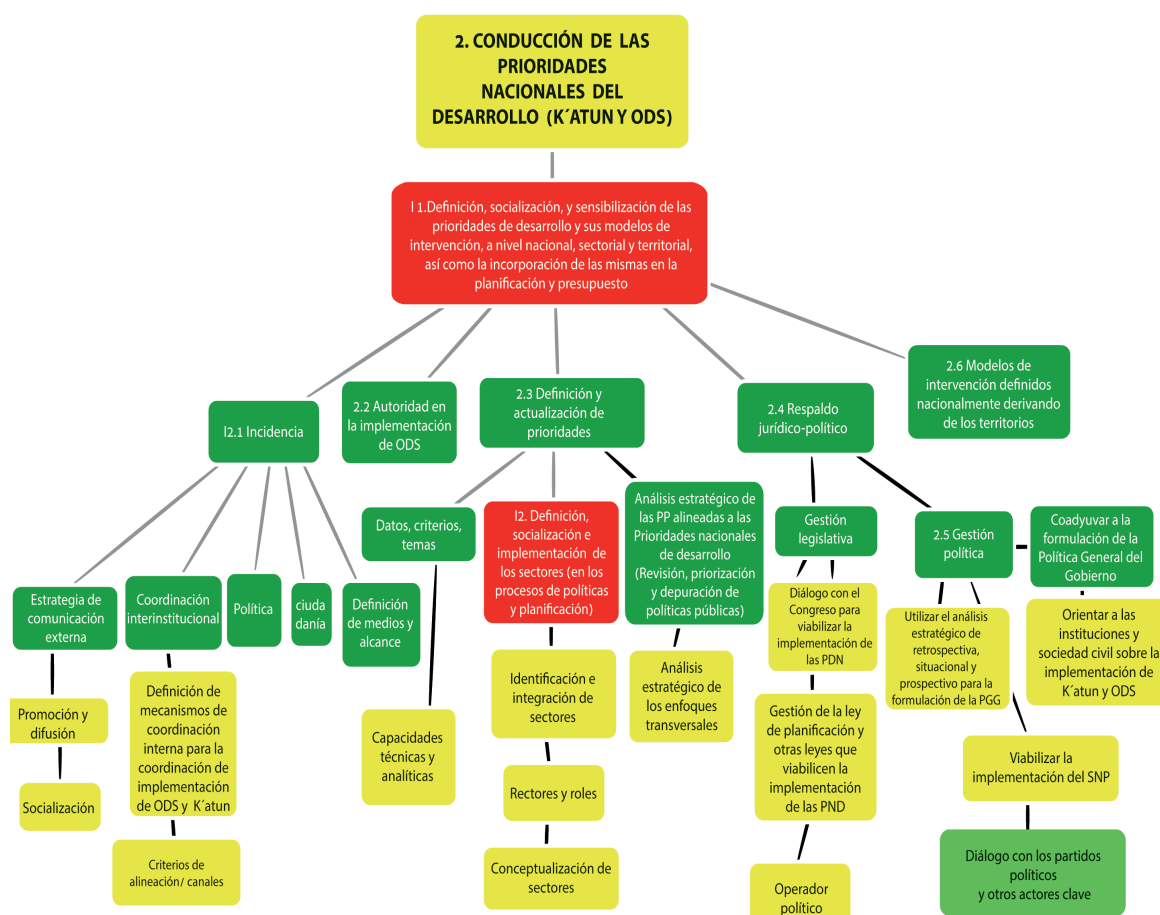 2. CONDUCCIÓN DE LAS
PRIORIDADES
NACIONALES DEL
DESARROLLO (K´ATUN Y ODS)
I 1.Definición, socialización, y sensibilización de las
prioridades de desarrollo y sus modelos de
intervención, a nivel nacional, sectorial y territorial,
así como la incorporación de las mismas en la
planificación y presupuesto
I2.1 Incidencia
2.2 Autoridad en
la implementación
de ODS
2.3 Definición y
actualización de
prioridades
2.4 Respaldo
jurídico-político
2.6 Modelos de
intervención definidos
nacionalmente derivando
de los territorios
Estrategia de
comunicación
externa
Coordinación
interinstitucional
Política
ciuda
danía
Definición
de medios y
alcance
Datos, criterios,
temas
I2. Definición,
socialización e
implementación de
los sectores (en los
procesos de políticas
y planificación)
Análisis estratégico de
las PP alineadas a las
Prioridades nacionales
de desarrollo
(Revisión, priorización
y depuración de
políticas públicas)
Gestión
legislativa
2.5 Gestión
política
Coadyuvar a la
formulación de la
Política General del
Gobierno
Promoción y
difusión
Socialización
Definición de
mecanismos de
coordinación
interna para la
coordinación de
implementación
de ODS y K´atun
Criterios de
alineación/ canales
Capacidades
técnicas y
analíticas
Identificación e
integración de
sectores
Rectores y roles
Conceptualización de
sectores
Análisis
estratégico de
los enfoques
transversales
Diálogo con el
Congreso para
viabilizar la
implementación de
las PDN
Gestión de la ley
de planificación y
otras leyes que
viabilicen la
implementación
de las PND
Operador
político
Utilizar el análisis
estratégico de
retrospectiva,
situacional y
prospectivo para la
formulación de la PGG
Orientar a las
instituciones y
sociedad civil sobre la
implementación de
K´atun y ODS
Viabilizar la
implementación del SNP
Diálogo con los partidos
políticos
y otros actores clave